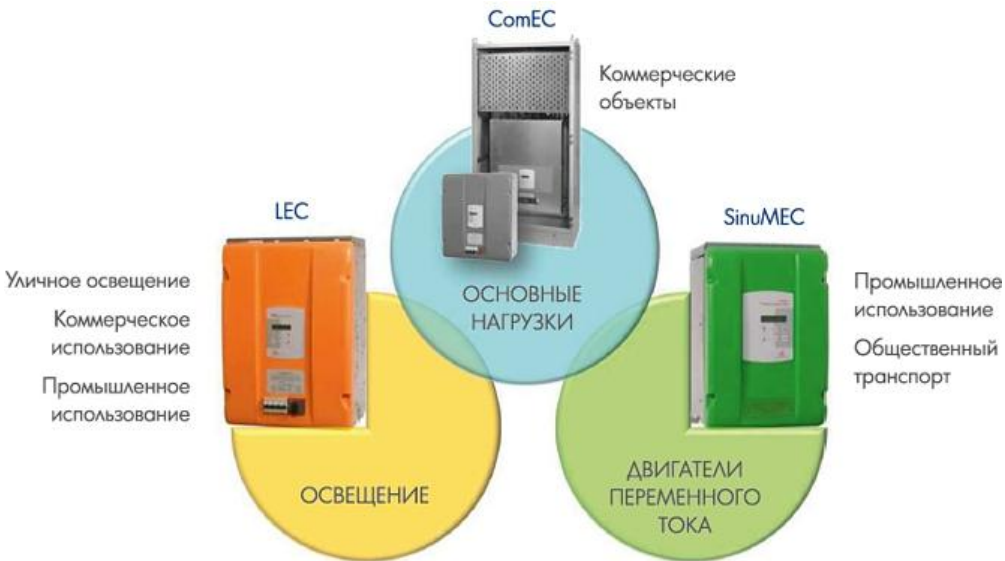 ComEC
Коммерческие
объекты
LEC
SinuMEC
Уличное освещение
Коммерческое
использование
Промышленное
использование
Промышленное
использование
Общественный
транспорт
ОСНОВНЫЕ
НАГРУЗКИ
ОСВЕЩЕНИЕ
ДВИГАТЕЛИ
ПЕРЕМЕННОГО
ТОКА